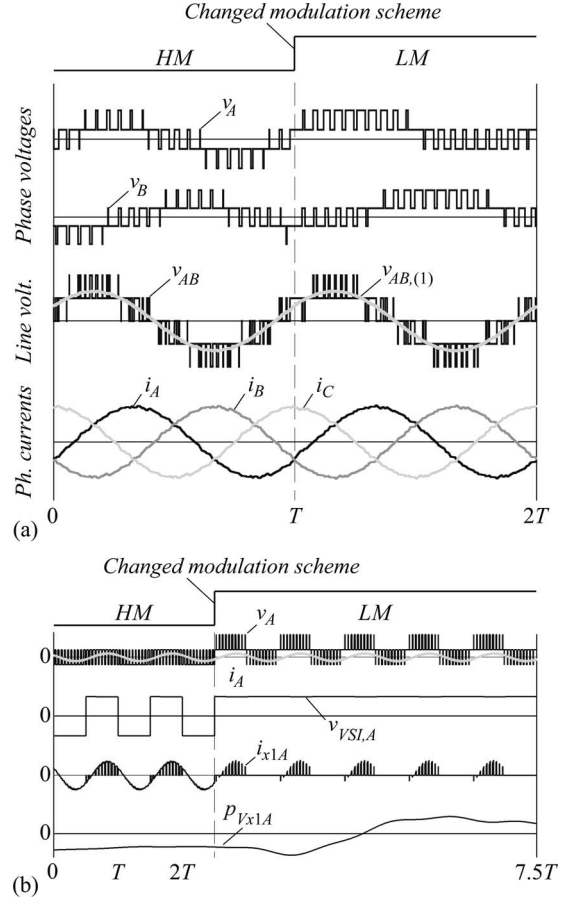 Changed modulation scheme
HM LM
Phase voltages
v_A
v_B
Line volt.
v_AB v_AB,(1)
Ph. currents
i_A i_B i_C
(a) 0 T 2T
Changed modulation scheme
HM LM
0 v_A
i_A
0 v_VSI,A
0 i_x1A
0 p_Vx1A
0 T 2T 7.5T
(b)